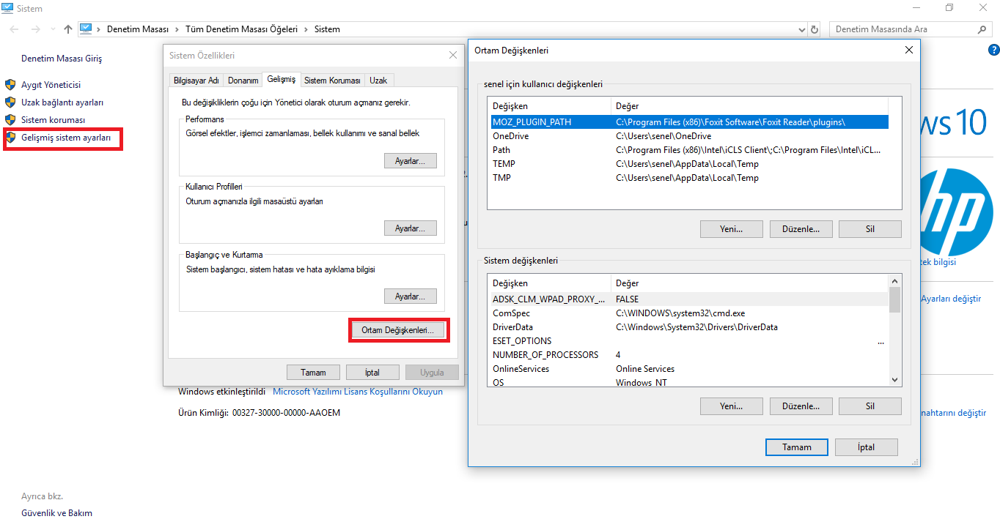 Sistem
Denetim Masası > Tüm Denetim Masası Öğeleri > Sistem
Denetim Masasında Ara
Denetim Masası Giriş
Aygıt Yöneticisi
Uzak bağlantı ayarları
Sistem koruması
Gelişmiş sistem ayarları
Sistem Özellikleri
Bilgisayar Adı Donanım Gelişmiş Sistem Koruması Uzak
Bu değişikliklerin çoğu için Yönetici olarak oturum açmanız gerekir.
Performans
Görsel efektler, işlemci zamanlaması, bellek kullanımı ve sanal bellek
Ayarlar...
Kullanıcı Profilleri
Oturum açmanızla ilgili masaüstü ayarları
Ayarlar...
Başlangıç ve Kurtarma
Sistem başlangıcı, sistem hatası ve hata ayıklama bilgisi
Ayarlar...
Ortam Değişkenleri...
Tamam İptal Uygula
Windows etkinleştirildi Microsoft Yazılımı Lisans Koşullarını Okuyun
Ürün Kimliği: 00327-30000-00000-AAOEM
Ortam Değişkenleri
senel için kullanıcı değişkenleri
Değişken Değer
MOZ_PLUGIN_PATH C:\Program Files (x86)\Foxit Software\Foxit Reader\plugins\
OneDrive C:\Users\senel\OneDrive
Path C:\Program Files (x86)\Intel\iCLS Client\;C:\Program Files\Intel\iCL...
TEMP C:\Users\senel\AppData\Local\Temp
TMP C:\Users\senel\AppData\Local\Temp
Yeni... Düzenle... Sil
Sistem değişkenleri
Değişken Değer
ADSK_CLM_WPAD_PROXY_... FALSE
ComSpec C:\WINDOWS\system32\cmd.exe
DriverData C:\Windows\System32\Drivers\DriverData
ESET_OPTIONS ...
NUMBER_OF_PROCESSORS 4
OnlineServices Online Services
OS Windows_NT
Yeni... Düzenle... Sil
Tamam İptal
?
ws 10
hp
tek bilgisi
Ayarları değiştir
nahtarını değiştir
Ayrıca bkz.
Güvenlik ve Bakım